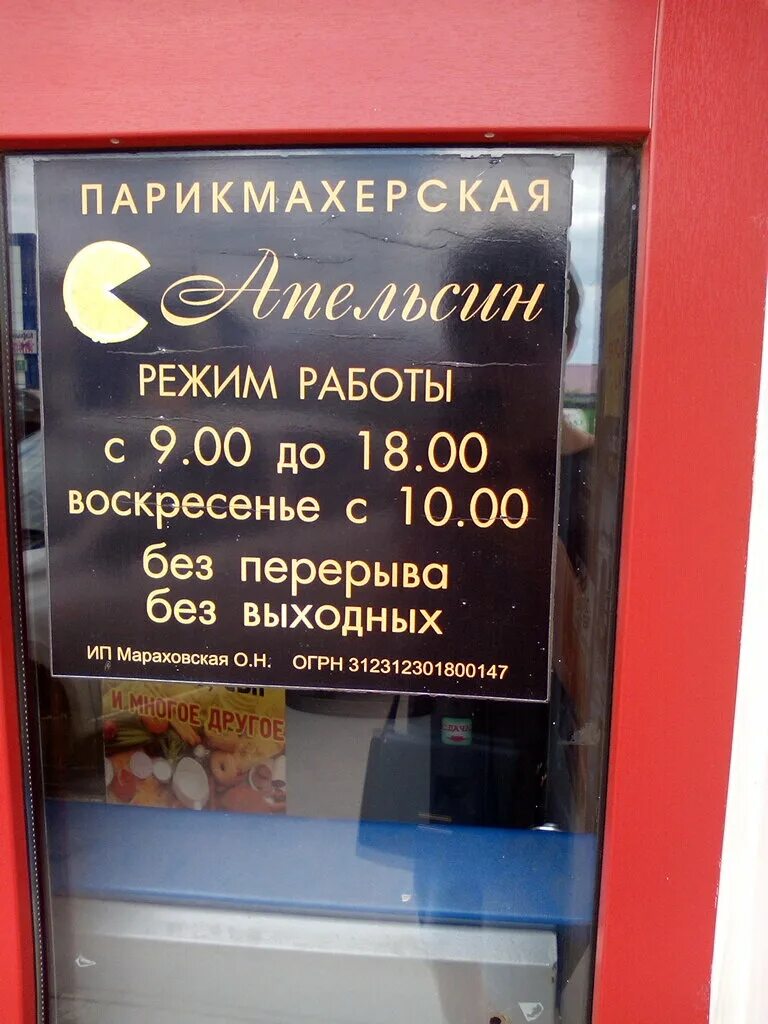 ПАРИКМАХЕРСКАЯ
Апельсин
РЕЖИМ РАБОТЫ
с 9.00 до 18.00
воскресенье с 10.00
без перерыва
без выходных
ИП Мараховская О.Н. ОГРН 312312301800147
И МНОГОЕ ДРУГОЕ